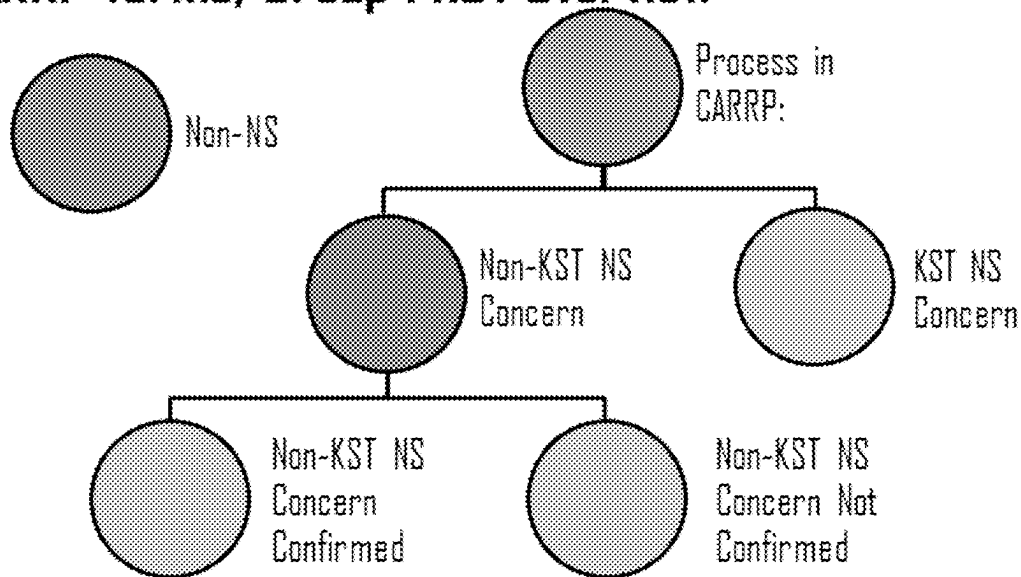 Non-NS
Process in
CARRP:
Non-KST NS
Concern
KST NS
Concern
Non-KST NS
Concern
Confirmed
Non-KST NS
Concern Not
Confirmed